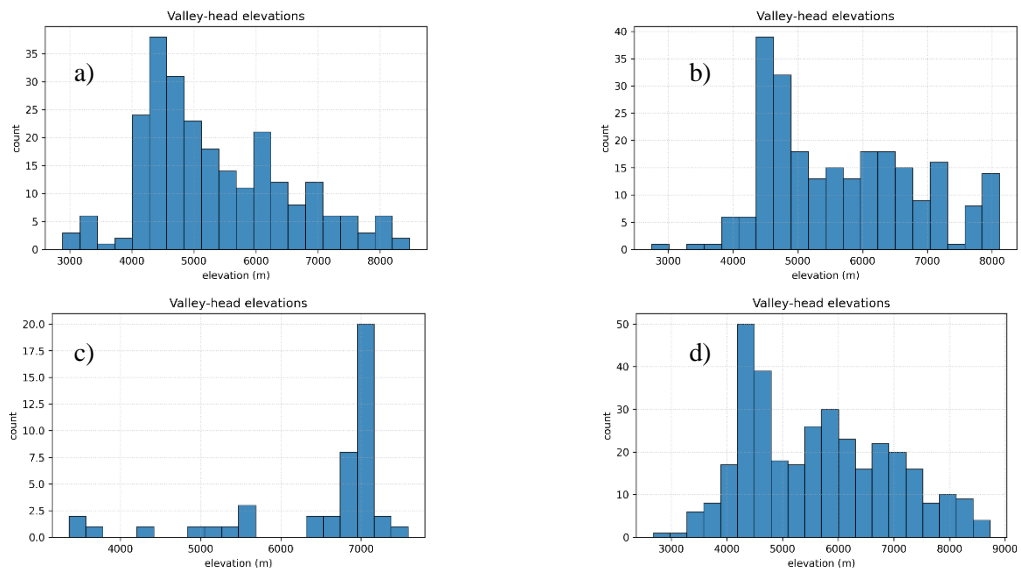 Valley-head elevations
a)
count
35
30
25
20
15
10
5
0
3000 4000 5000 6000 7000 8000
elevation (m)
Valley-head elevations
b)
count
40
35
30
25
20
15
10
5
0
3000 4000 5000 6000 7000 8000
elevation (m)
Valley-head elevations
c)
count
20.0
17.5
15.0
12.5
10.0
7.5
5.0
2.5
0.0
4000 5000 6000 7000
elevation (m)
Valley-head elevations
d)
count
50
40
30
20
10
0
3000 4000 5000 6000 7000 8000 9000
elevation (m)